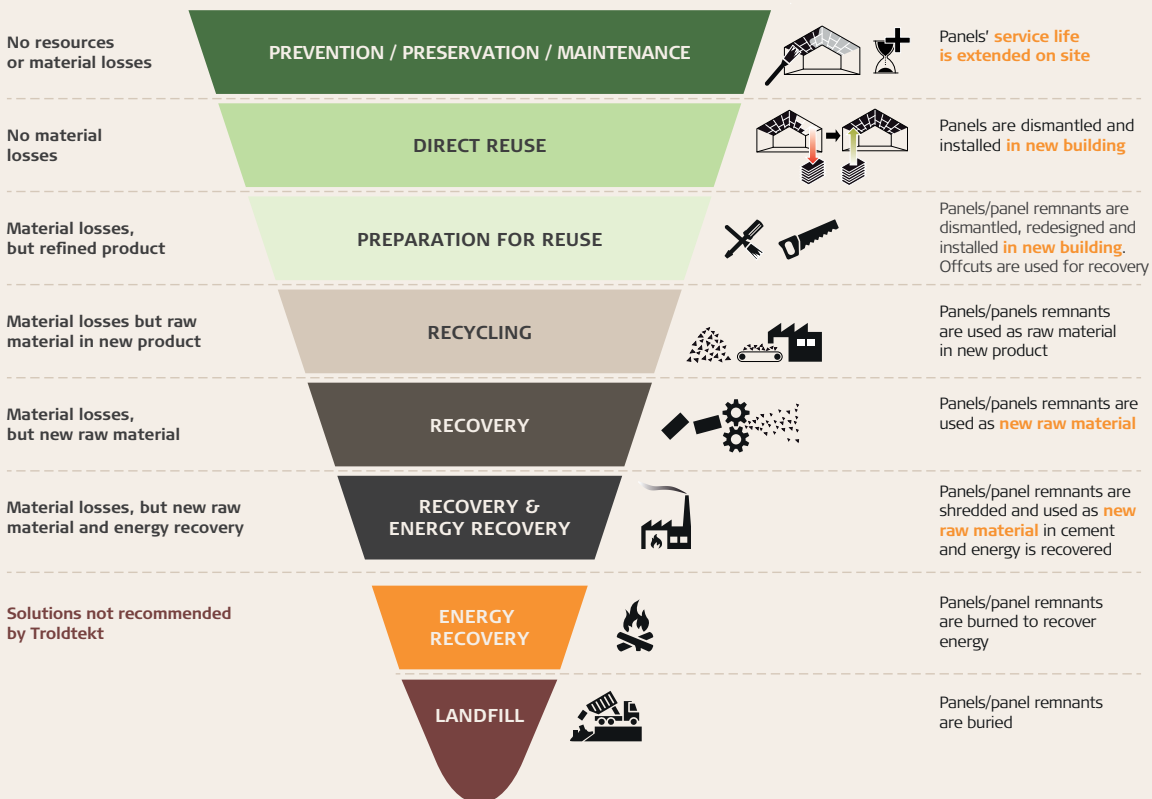 No resources
or material losses
PREVENTION / PRESERVATION / MAINTENANCE
Panels’ service life
is extended on site
No material
losses
DIRECT REUSE
Panels are dismantled and
installed in new building
Material losses,
but refined product
PREPARATION FOR REUSE
Panels/panel remnants are
dismantled, redesigned and
installed in new building.
Offcuts are used for recovery
Material losses but raw
material in new product
RECYCLING
Panels/panels remnants
are used as raw material
in new product
Material losses,
but new raw material
RECOVERY
Panels/panels remnants are
used as new raw material
Material losses, but new raw
material and energy recovery
RECOVERY &
ENERGY RECOVERY
Panels/panel remnants are
shredded and used as new
raw material in cement
and energy is recovered
Solutions not recommended
by Troldtekt
ENERGY
RECOVERY
Panels/panel remnants
are burned to recover
energy
LANDFILL
Panels/panel remnants
are buried